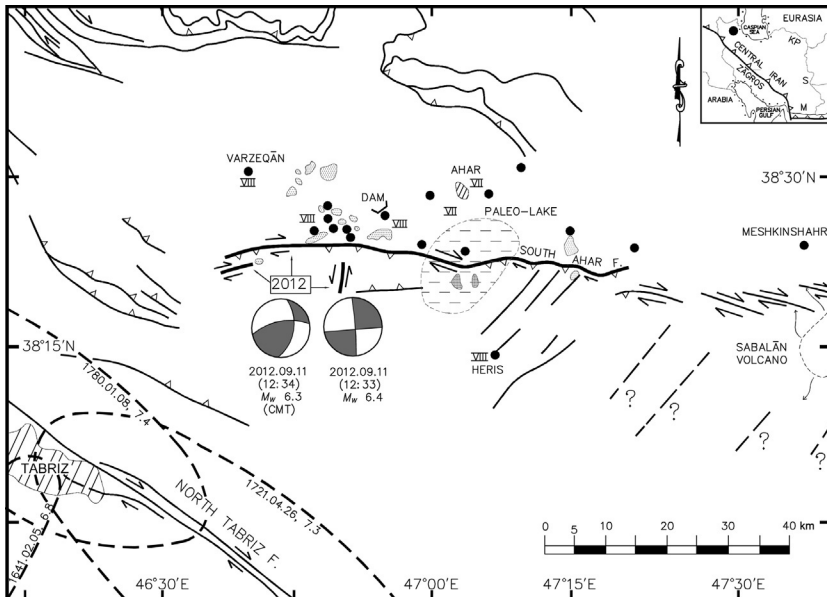 EURASIA
CASPIAN
SEA
KP
CENTRAL IRAN
ZAGROS
S
ARABIA
PERSIAN
GULF
M
VARZEQĀN
VIII
AHAR
VII
38°30'N
DAM
VIII
VIII
VII
PALEO-LAKE
MESHKINSHAHR
SOUTH
AHAR F.
2012
38°15'N
VIII
HERIS
SABALĀN
VOLCANO
2012.09.11
(12:34)
Mw 6.3
(CMT)
2012.09.11
(12:33)
Mw 6.4
1780.01.08, 7.4
?
?
?
?
TABRIZ
NORTH TABRIZ F.
1721.04.26, 7.3
1641.02.05, 6.8
0 5 10 15 20 25 30 35 40 km
46°30'E
47°00'E
47°15'E
47°30'E